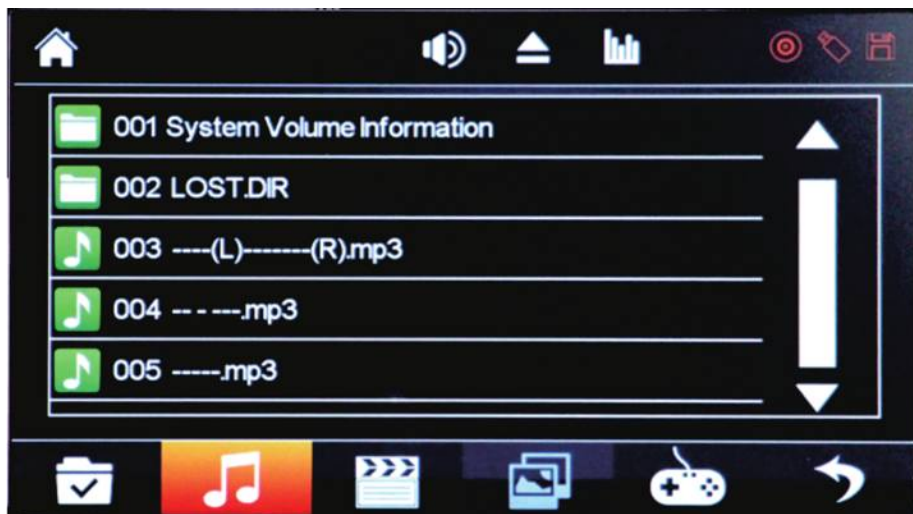 001 System Volume Information
002 LOST.DIR
003 ----(L)-------(R).mp3
004 -- - ---.mp3
005 -----.mp3